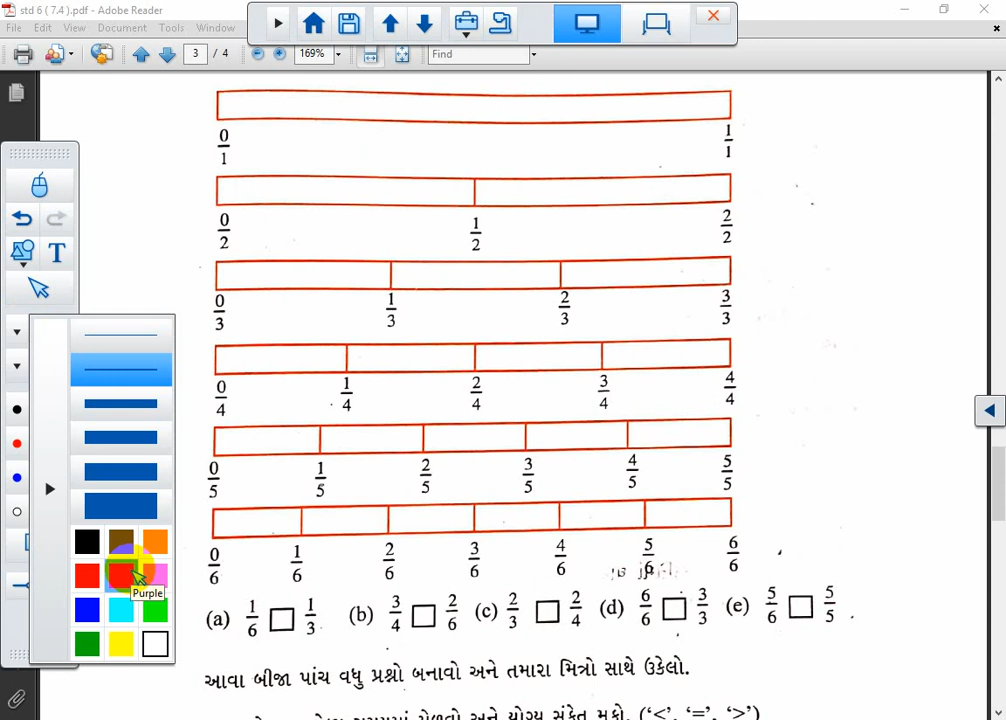 std 6 ( 7.4 ).pdf - Adobe Reader
File Edit View Document Tools Window
3 / 4 169% Find
0/1 1/1
0/2 1/2 2/2
0/3 1/3 2/3 3/3
0/4 1/4 2/4 3/4 4/4
0/5 1/5 2/5 3/5 4/5 5/5
0/6 1/6 2/6 3/6 4/6 5/6 6/6
T
Purple
(a) 1/6 □ 1/3 (b) 3/4 □ 2/6 (c) 2/3 □ 2/4 (d) 6/6 □ 3/3 (e) 5/6 □ 5/5
આવા બીજા પાંચ વધુ પ્રશ્નો બનાવો અને તમારા મિત્રો સાથે ઉકેલો.
અને યોગ્ય સંકેત મૂકો. ('<', '=', '>')